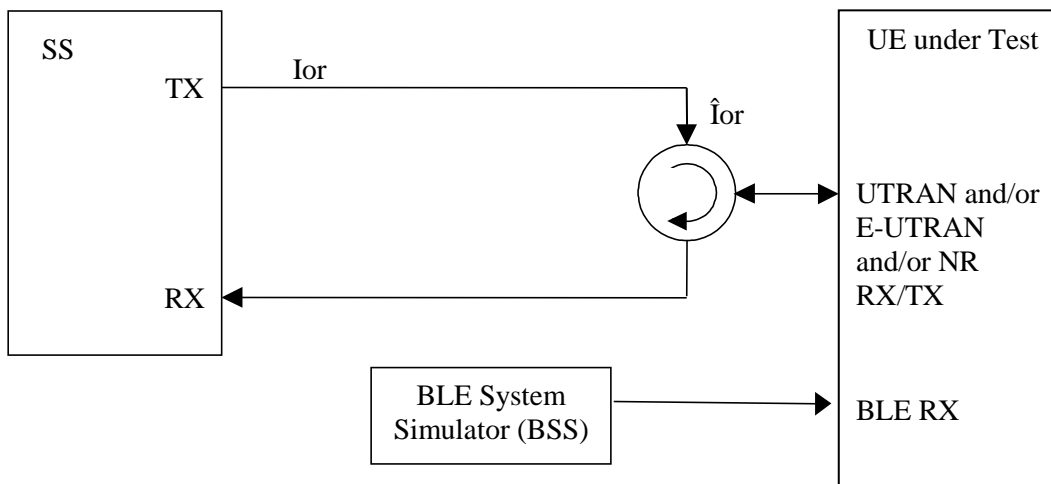 SS
UE under Test
TX
Ior
Îor
UTRAN and/or
E-UTRAN
and/or NR
RX/TX
RX
BLE System
Simulator (BSS)
BLE RX